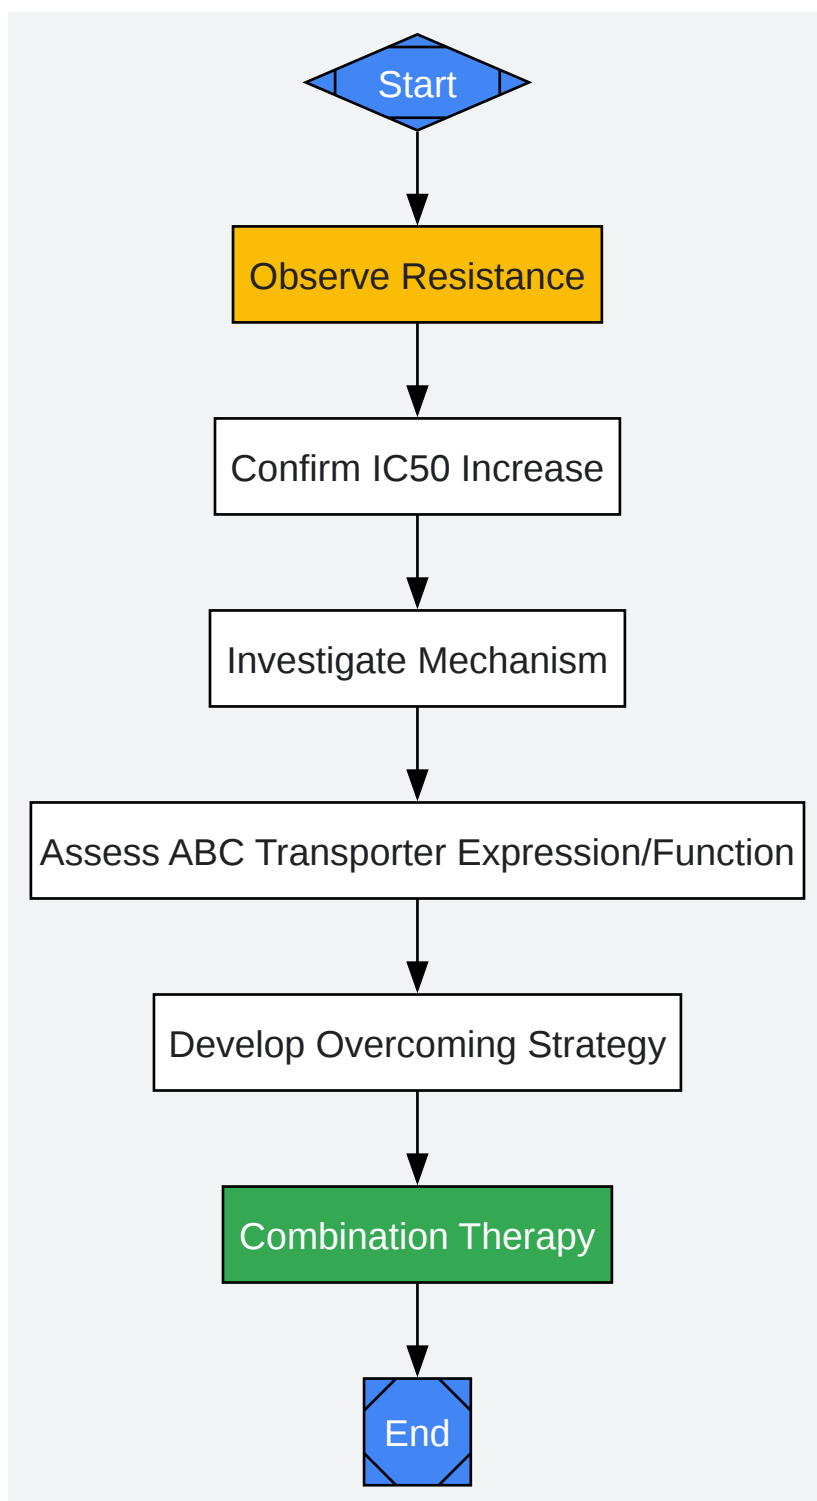 Start
Observe Resistance
Confirm IC50 Increase
Investigate Mechanism
Assess ABC Transporter Expression/Function
Develop Overcoming Strategy
Combination Therapy
End